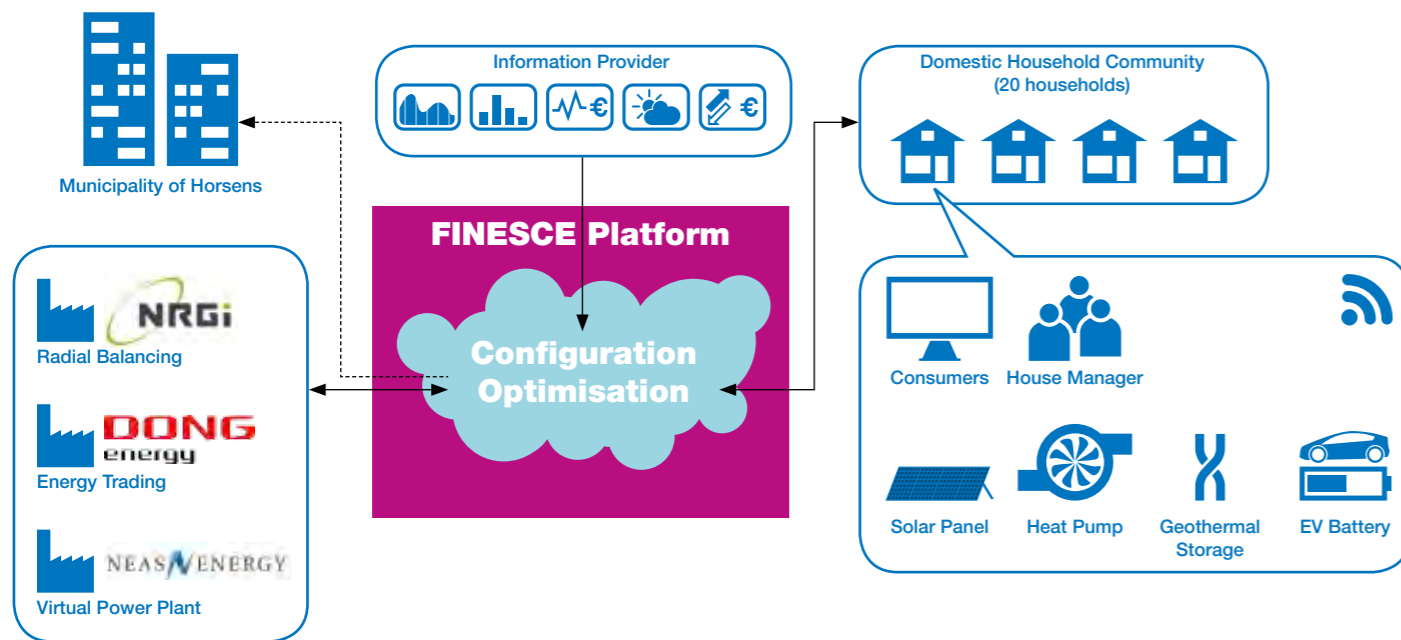 Information Provider
€
€
Domestic Household Community
(20 households)
Municipality of Horsens
FINESCE Platform
Configuration
Optimisation
NRGi
Radial Balancing
DONG
energy
Energy Trading
NEAS ENERGY
Virtual Power Plant
Consumers
House Manager
Solar Panel
Heat Pump
Geothermal
Storage
EV Battery